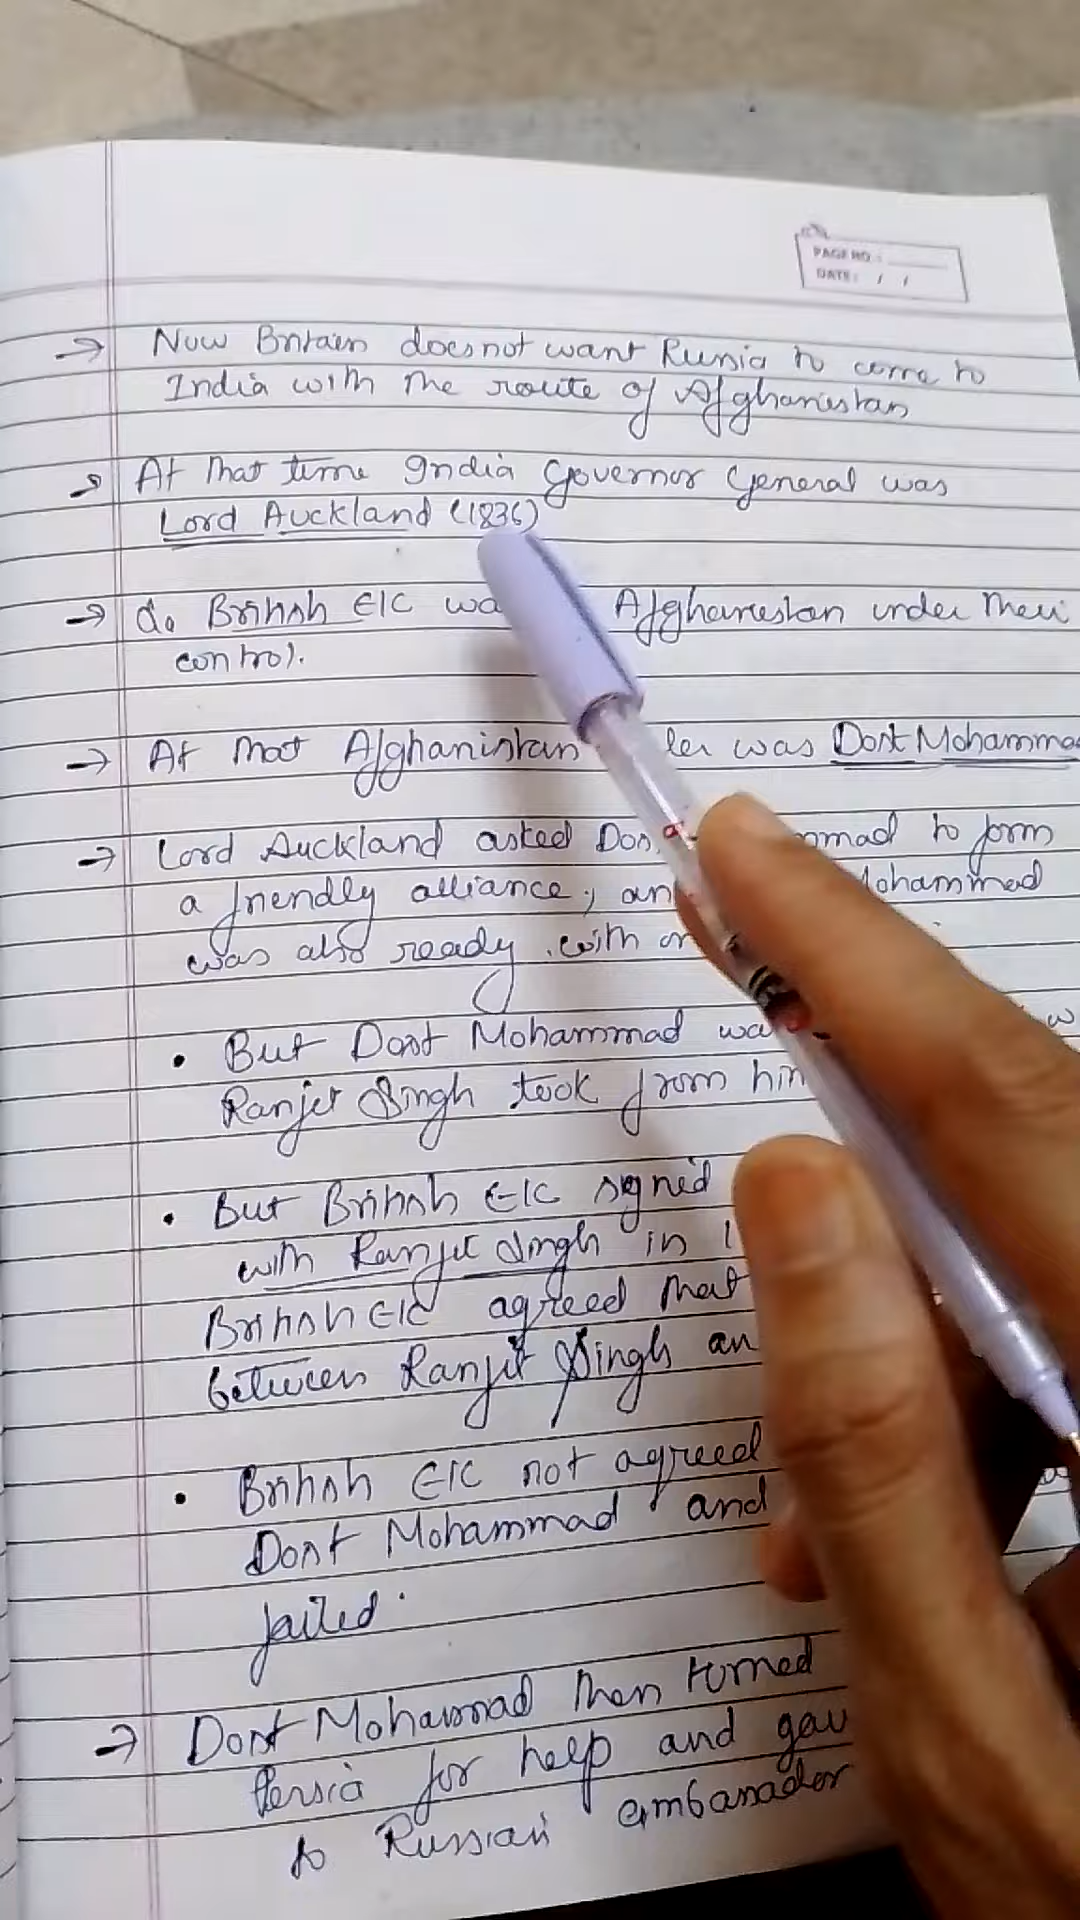 PAGE NO.:
DATE: / /
→ Now Britain does not want Russia to come to
India with the route of Afghanistan
→ At that time India Governor General was
Lord Auckland (1836)
→ So British EIC Afghanistan under their
control.
→ At that Afghanistan was Dost Mohamma
→ Lord Auckland asked Dos to form
a friendly alliance, and Mohammad
was also ready with
• But Dost Mohammad wa
Ranjit Singh took from him
• But British EIC signed
with Ranjit Singh in 1
British EIC agreed that
between Ranjit Singh an
• British EIC not agreed
Dost Mohammad and
failed.
→ Dost Mohammad then turned
Persia for help and gav
to Russian ambassador